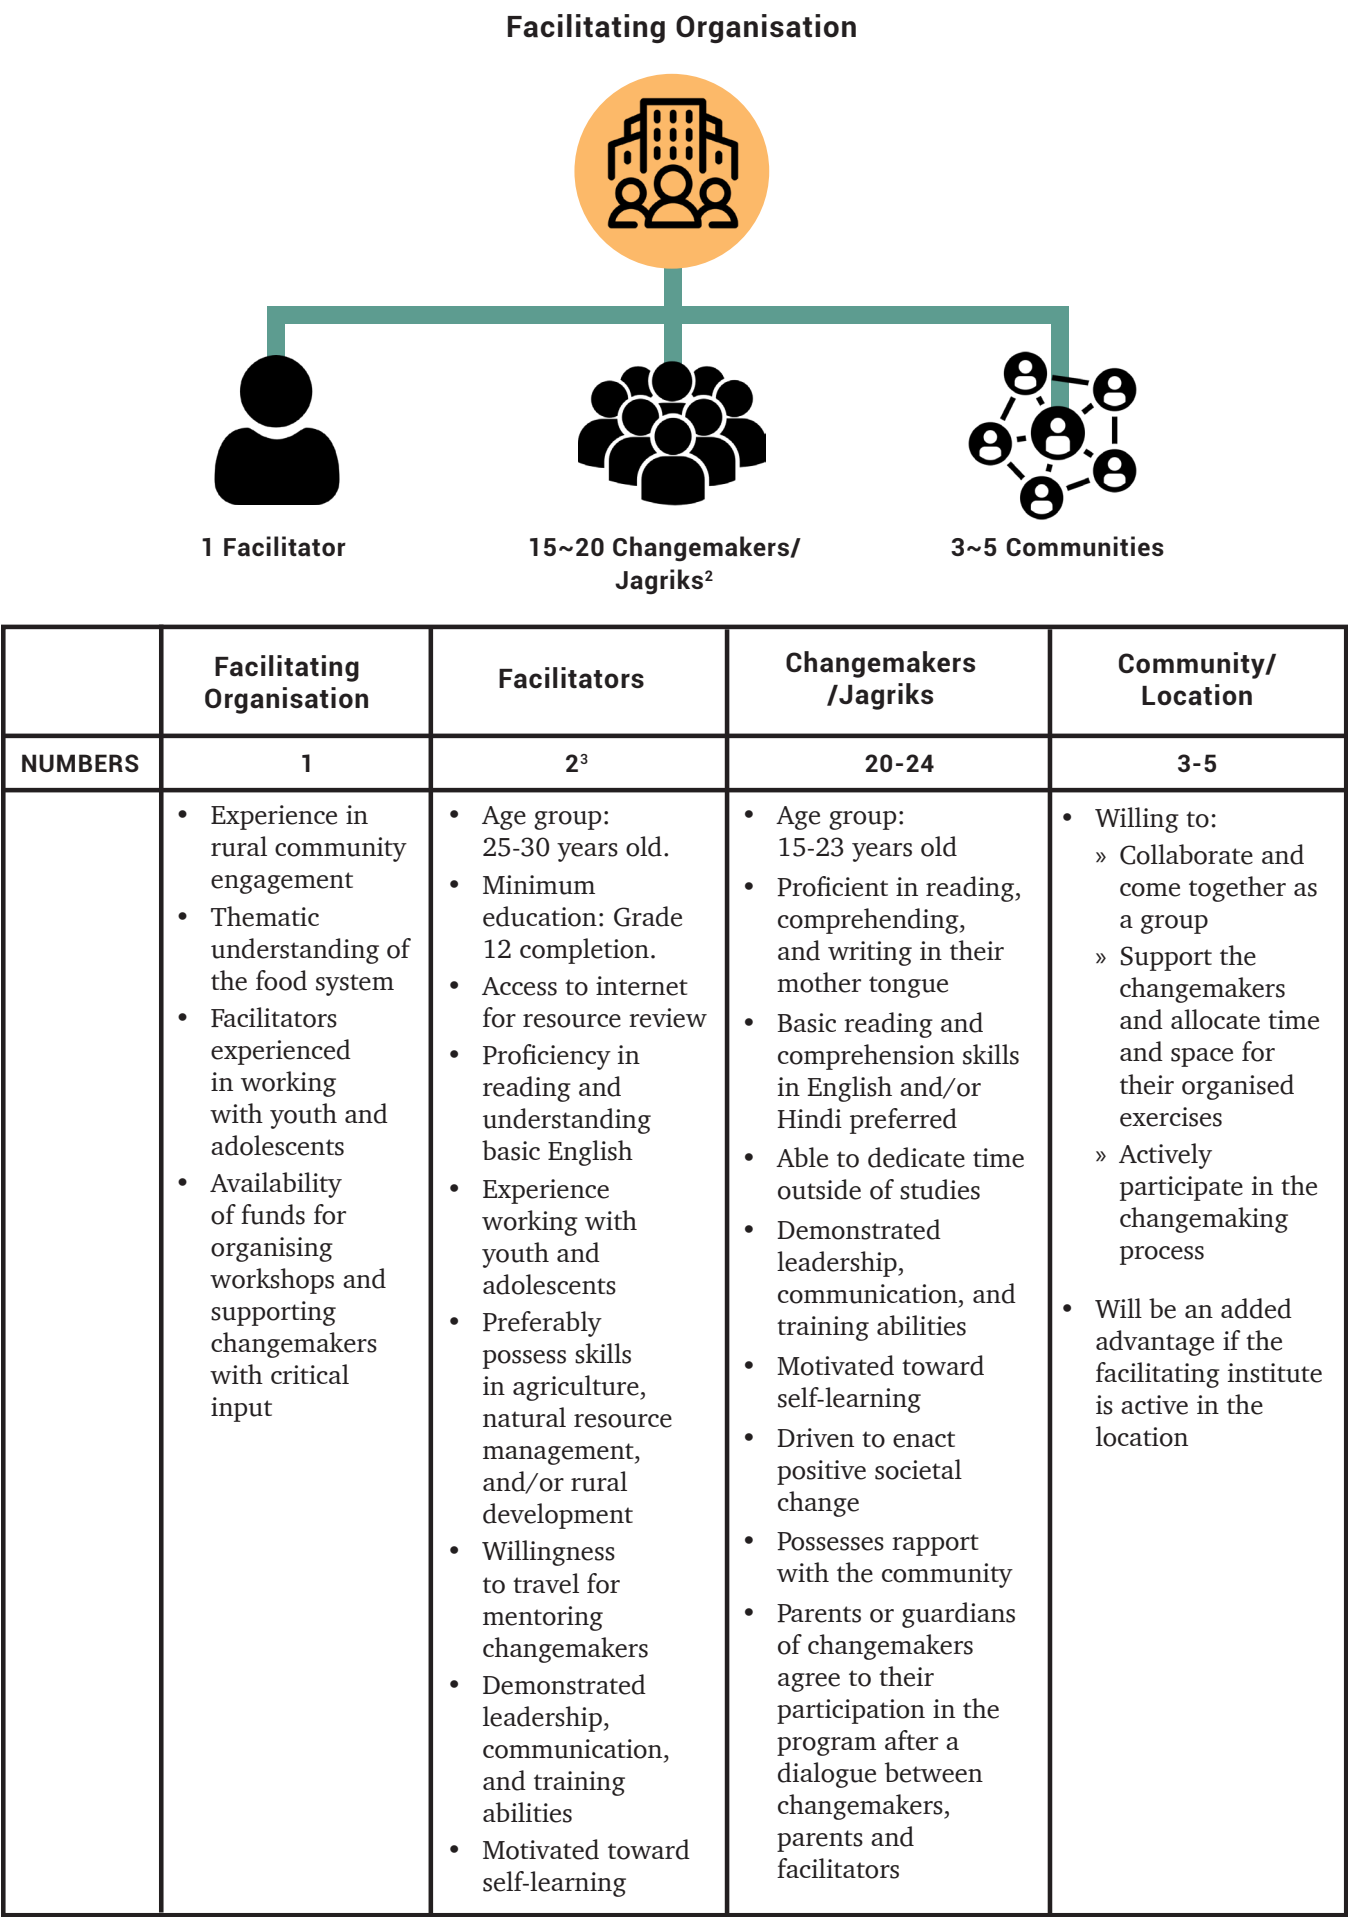 Facilitating Organisation
1 Facilitator
15~20 Changemakers/
Jagriks²
3~5 Communities
Facilitating
Organisation
Facilitators
Changemakers
/Jagriks
Community/
Location
NUMBERS
1
2³
20-24
3-5
• Experience in
rural community
engagement
• Thematic
understanding of
the food system
• Facilitators
experienced
in working
with youth and
adolescents
• Availability
of funds for
organising
workshops and
supporting
changemakers
with critical
input
• Age group:
25-30 years old.
• Minimum
education: Grade
12 completion.
• Access to internet
for resource review
• Proficiency in
reading and
understanding
basic English
• Experience
working with
youth and
adolescents
• Preferably
possess skills
in agriculture,
natural resource
management,
and/or rural
development
• Willingness
to travel for
mentoring
changemakers
• Demonstrated
leadership,
communication,
and training
abilities
• Motivated toward
self-learning
• Age group:
15-23 years old
• Proficient in reading,
comprehending,
and writing in their
mother tongue
• Basic reading and
comprehension skills
in English and/or
Hindi preferred
• Able to dedicate time
outside of studies
• Demonstrated
leadership,
communication, and
training abilities
• Motivated toward
self-learning
• Driven to enact
positive societal
change
• Possesses rapport
with the community
• Parents or guardians
of changemakers
agree to their
participation in the
program after a
dialogue between
changemakers,
parents and
facilitators
• Willing to:
» Collaborate and
come together as
a group
» Support the
changemakers
and allocate time
and space for
their organised
exercises
» Actively
participate in the
changemaking
process
• Will be an added
advantage if the
facilitating institute
is active in the
location